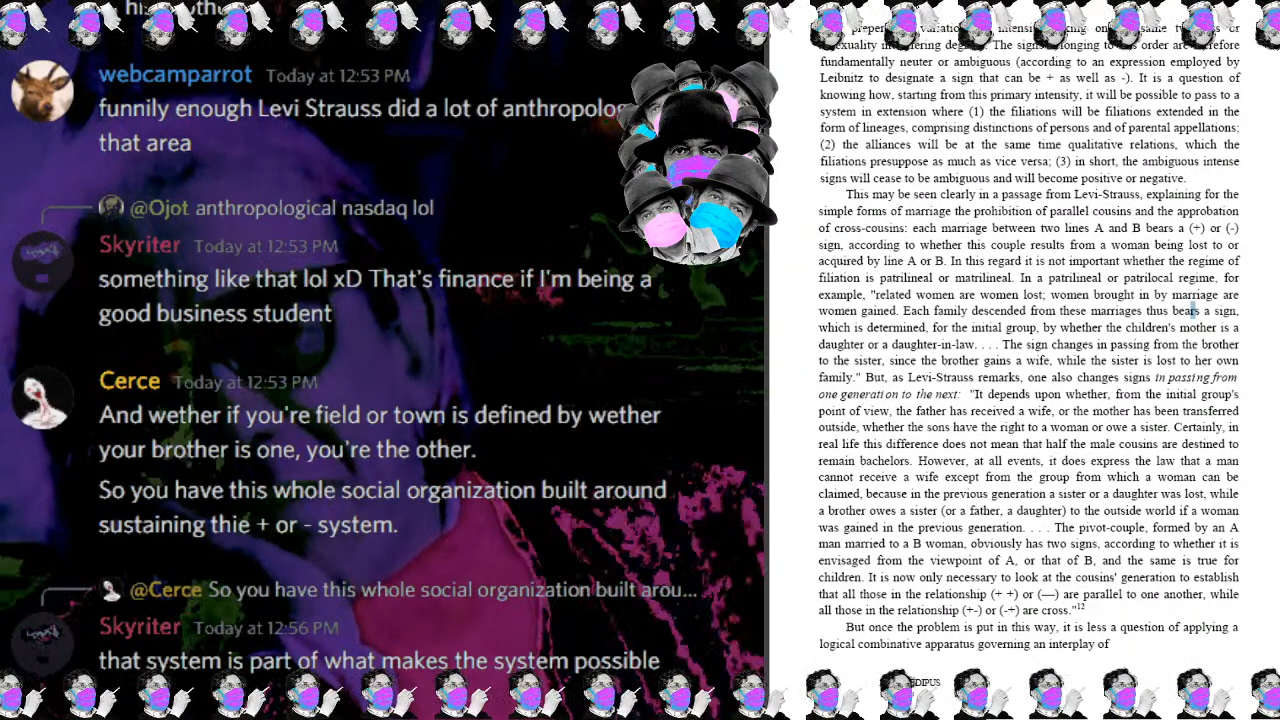 webcamparrot Today at 12:53 PM
funnily enough Levi Strauss did a lot of
that area
@Ojot anthropological nasdaq lol
Skyriter Today at 12:53 PM
something like that lol xD That's finance if I'm being a
good business student
Cerce Today at 12:53 PM
And wether if you're field or town is defined by wether
your brother is one, you're the other.
So you have this whole social organization built around
sustaining thie + or - system.
@Cerce So you have this whole social organization built arou...
Skyriter Today at 12:56 PM
that system is part of what makes the system possible
fundamentally neuter or ambiguous (according to an expression employed by
Leibnitz to designate a sign that can be + as well as -). It is a question of
knowing how, starting from this primary intensity, it will be possible to pass to a
system in extension where (1) the filiations will be filiations extended in the
form of lineages, comprising distinctions of persons and of parental appellations;
(2) the alliances will be at the same time qualitative relations, which the
filiations presuppose as much as vice versa; (3) in short, the ambiguous intense
signs will cease to be ambiguous and will become positive or negative.
This may be seen clearly in a passage from Levi-Strauss, explaining for the
simple forms of marriage the prohibition of parallel cousins and the approbation
of cross-cousins: each marriage between two lines A and B bears a (+) or (-)
sign, according to whether this couple results from a woman being lost to or
acquired by line A or B. In this regard it is not important whether the regime of
filiation is patrilineal or matrilineal. In a patrilineal or patrilocal regime, for
example, "related women are women lost; women brought in by marriage are
women gained. Each family descended from these marriages thus bears a sign,
which is determined, for the initial group, by whether the children's mother is a
daughter or a daughter-in-law. . . . The sign changes in passing from the brother
to the sister, since the brother gains a wife, while the sister is lost to her own
family." But, as Levi-Strauss remarks, one also changes signs in passing from
one generation to the next: "It depends upon whether, from the initial group's
point of view, the father has received a wife, or the mother has been transferred
outside, whether the sons have the right to a woman or owe a sister. Certainly, in
real life this difference does not mean that half the male cousins are destined to
remain bachelors. However, at all events, it does express the law that a man
cannot receive a wife except from the group from which a woman can be
claimed, because in the previous generation a sister or a daughter was lost, while
a brother owes a sister (or a father, a daughter) to the outside world if a woman
was gained in the previous generation. . . . The pivot-couple, formed by an A
man married to a B woman, obviously has two signs, according to whether it is
envisaged from the viewpoint of A, or that of B, and the same is true for
children. It is now only necessary to look at the cousins' generation to establish
that all those in the relationship (+ +) or (—) are parallel to one another, while
all those in the relationship (+-) or (-+) are cross."12
But once the problem is put in this way, it is less a question of applying a
logical combinative apparatus governing an interplay of